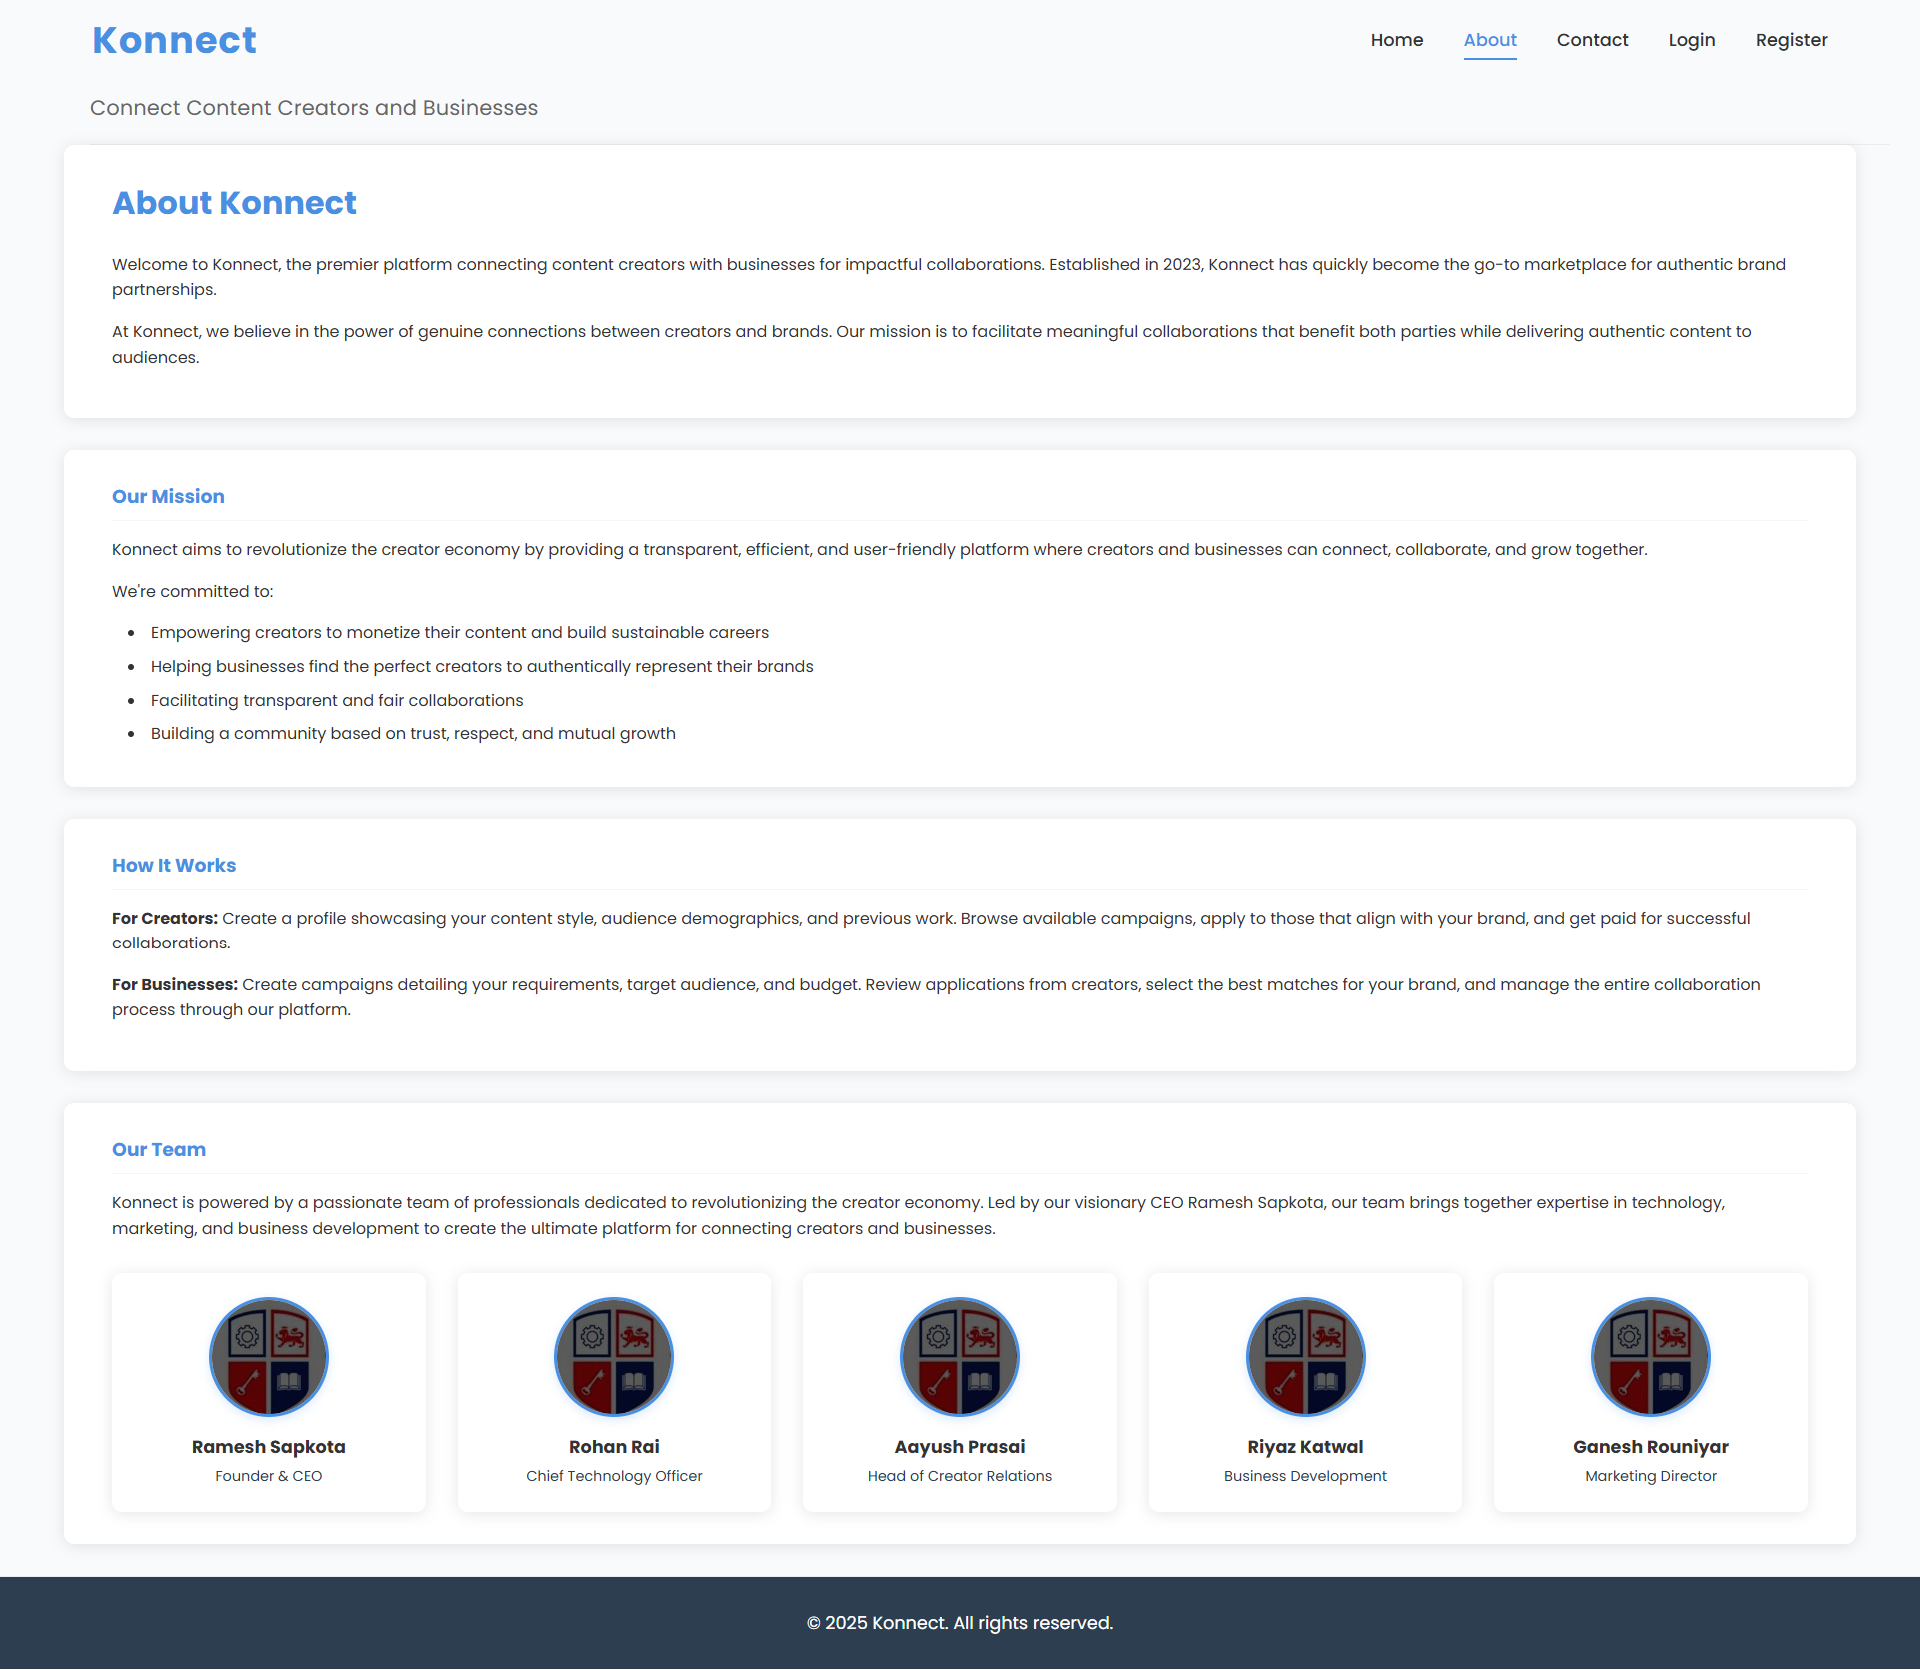 Konnect
Home About Contact Login Register
Connect Content Creators and Businesses
About Konnect
Welcome to Konnect, the premier platform connecting content creators with businesses for impactful collaborations. Established in 2023, Konnect has quickly become the go-to marketplace for authentic brand
partnerships.
At Konnect, we believe in the power of genuine connections between creators and brands. Our mission is to facilitate meaningful collaborations that benefit both parties while delivering authentic content to
audiences.
Our Mission
Konnect aims to revolutionize the creator economy by providing a transparent, efficient, and user-friendly platform where creators and businesses can connect, collaborate, and grow together.
We're committed to:
• Empowering creators to monetize their content and build sustainable careers
• Helping businesses find the perfect creators to authentically represent their brands
• Facilitating transparent and fair collaborations
• Building a community based on trust, respect, and mutual growth
How It Works
For Creators: Create a profile showcasing your content style, audience demographics, and previous work. Browse available campaigns, apply to those that align with your brand, and get paid for successful
collaborations.
For Businesses: Create campaigns detailing your requirements, target audience, and budget. Review applications from creators, select the best matches for your brand, and manage the entire collaboration
process through our platform.
Our Team
Konnect is powered by a passionate team of professionals dedicated to revolutionizing the creator economy. Led by our visionary CEO Ramesh Sapkota, our team brings together expertise in technology,
marketing, and business development to create the ultimate platform for connecting creators and businesses.
Ramesh Sapkota
Founder & CEO
Rohan Rai
Chief Technology Officer
Aayush Prasai
Head of Creator Relations
Riyaz Katwal
Business Development
Ganesh Rouniyar
Marketing Director
© 2025 Konnect. All rights reserved.